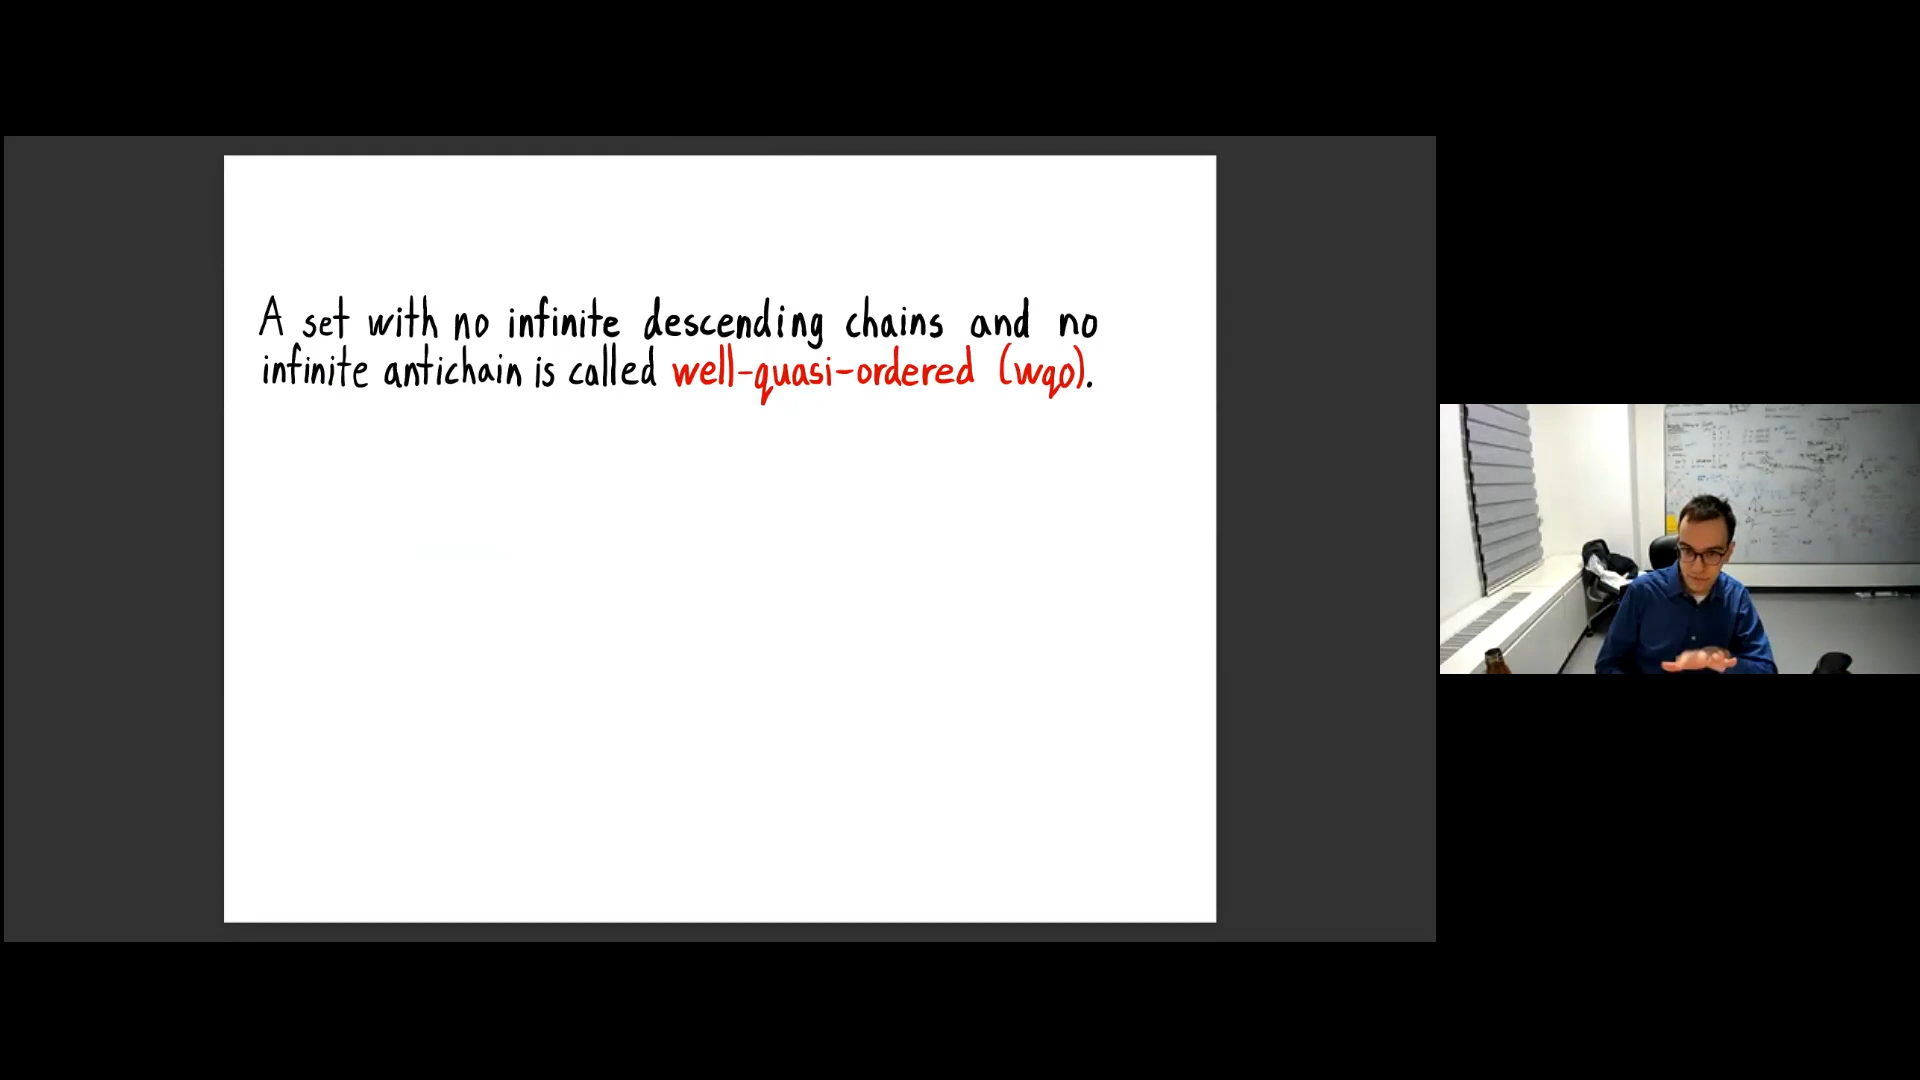 A set with no infinite descending chains and no
infinite antichain is called well-quasi-ordered (wqo).